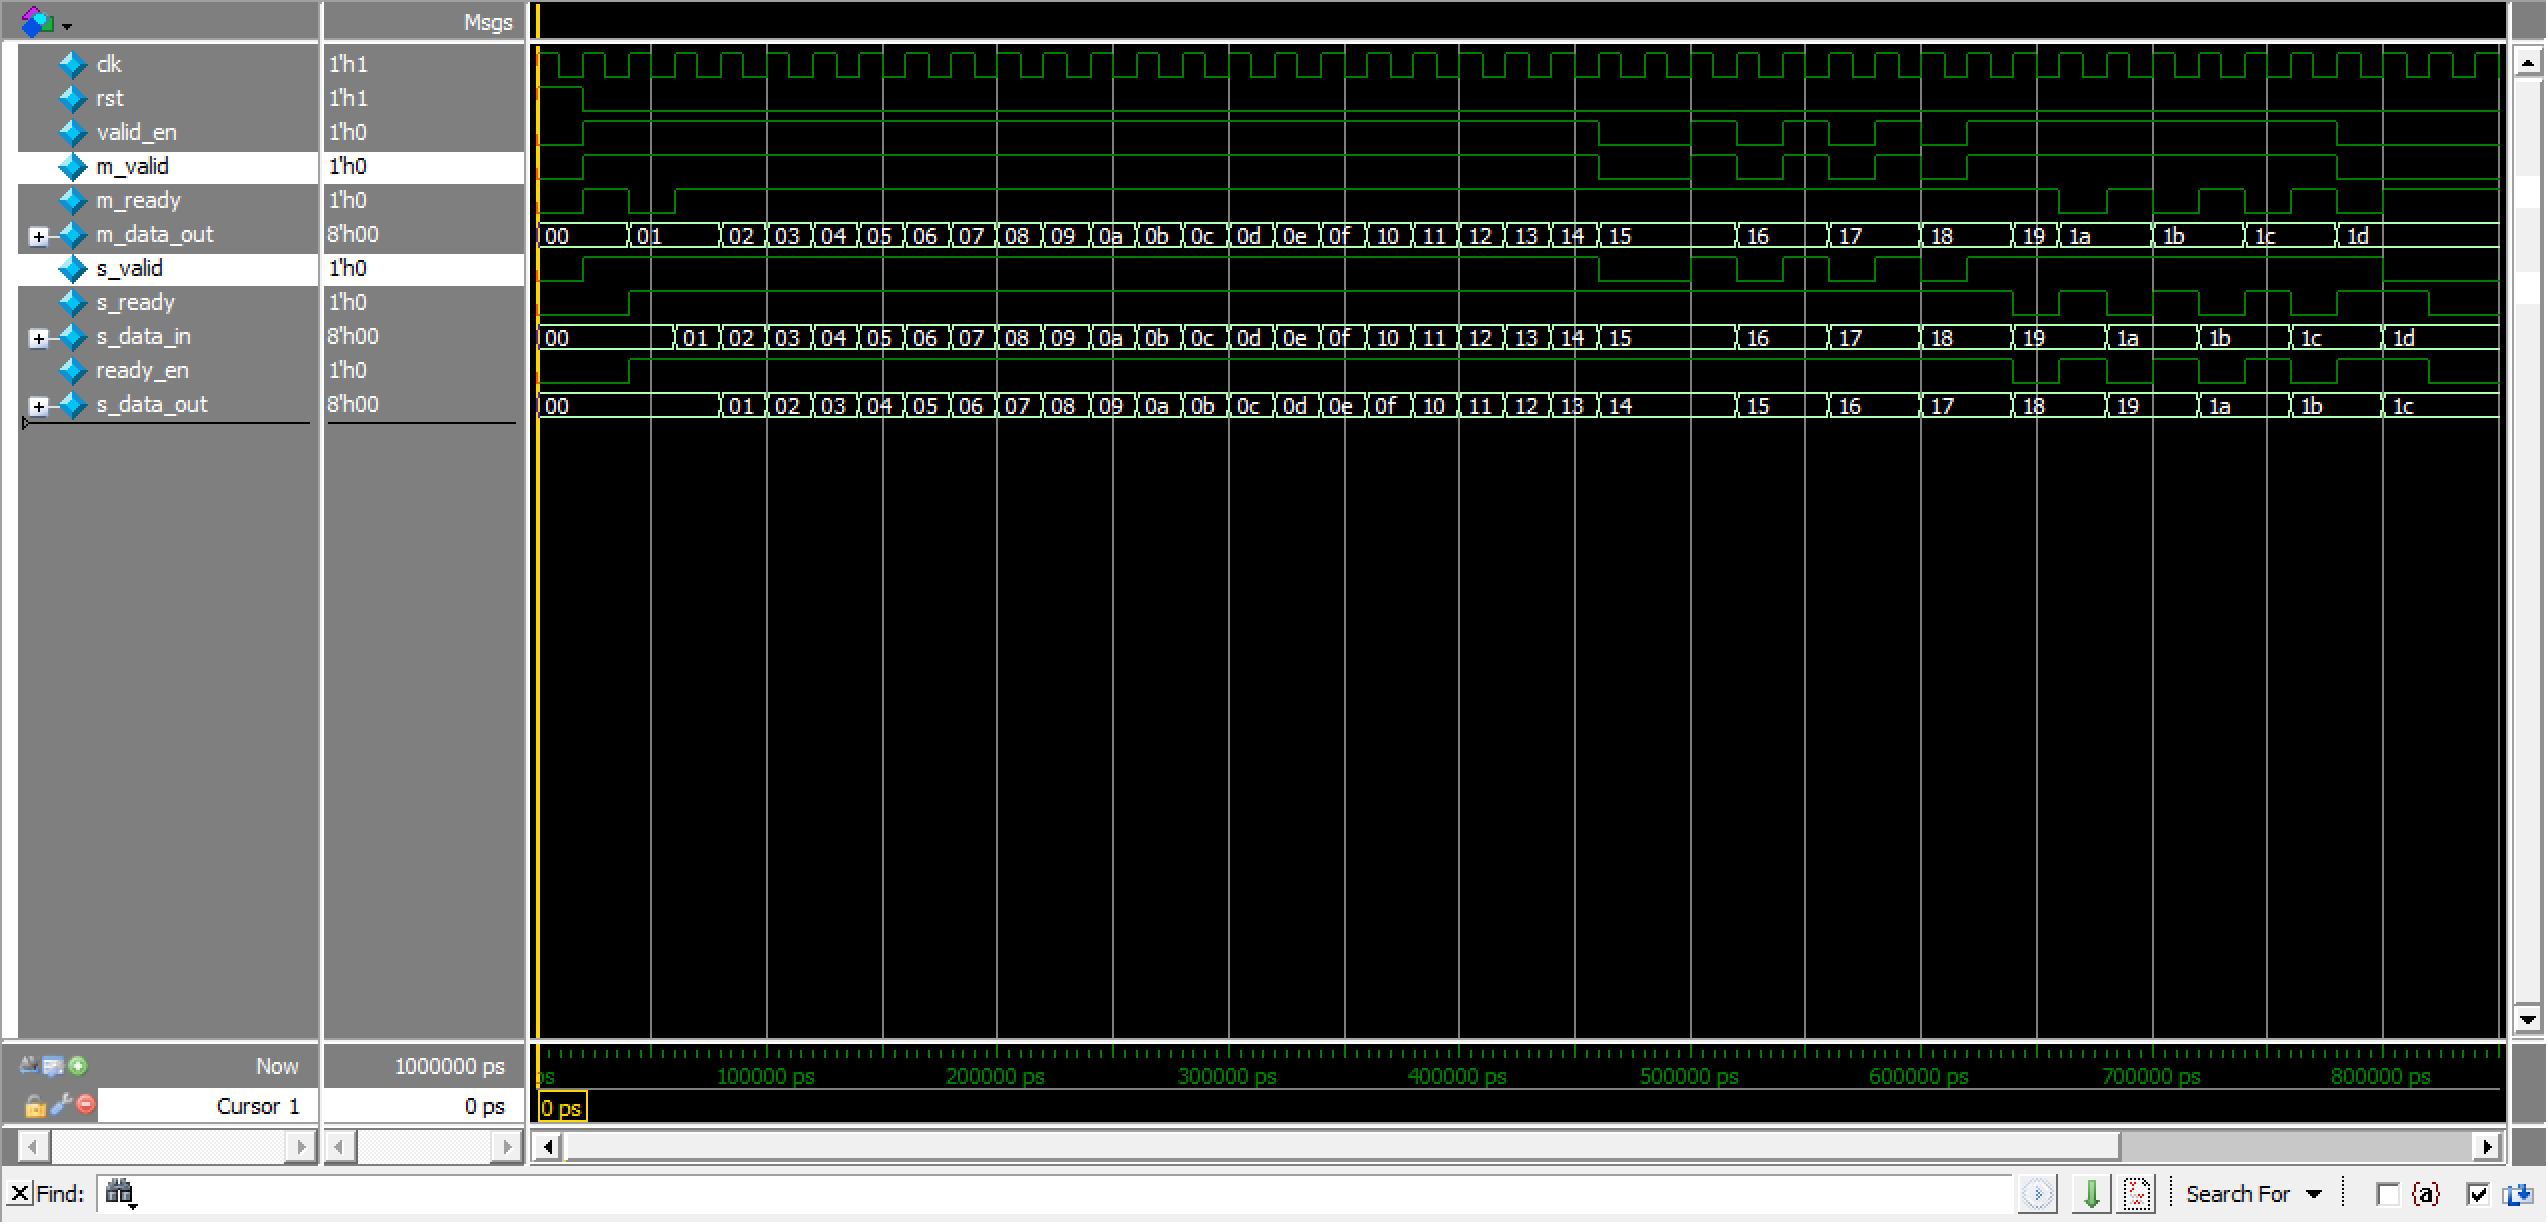 Msgs
clk 1'h1
rst 1'h1
valid_en 1'h0
m_valid 1'h0
m_ready 1'h0
m_data_out 8'h00 00 01 02 03 04 05 06 07 08 09 0a 0b 0c 0d 0e 0f 10 11 12 13 14 15 16 17 18 19 1a 1b 1c 1d
s_valid 1'h0
s_ready 1'h0
s_data_in 8'h00 00 01 02 03 04 05 06 07 08 09 0a 0b 0c 0d 0e 0f 10 11 12 13 14 15 16 17 18 19 1a 1b 1c 1d
ready_en 1'h0
s_data_out 8'h00 00 01 02 03 04 05 06 07 08 09 0a 0b 0c 0d 0e 0f 10 11 12 13 14 15 16 17 18 19 1a 1b 1c
Now 1000000 ps ps 100000 ps 200000 ps 300000 ps 400000 ps 500000 ps 600000 ps 700000 ps 800000 ps
Cursor 1 0 ps 0 ps
Find: Search For {a}